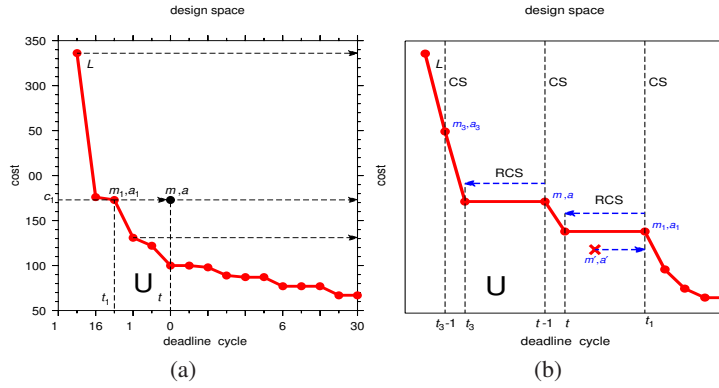 design space
350
300
50
00
150
100
50
cost
c₁
L
m₁,a₁
m,a
U
t₁
t
1
16
1
0
6
30
deadline cycle
(a)
design space
cost
L
CS
CS
CS
m₃,a₃
RCS
m,a
RCS
m₁,a₁
m',a'
U
t₃-1
t₃
t-1
t
t₁
deadline cycle
(b)